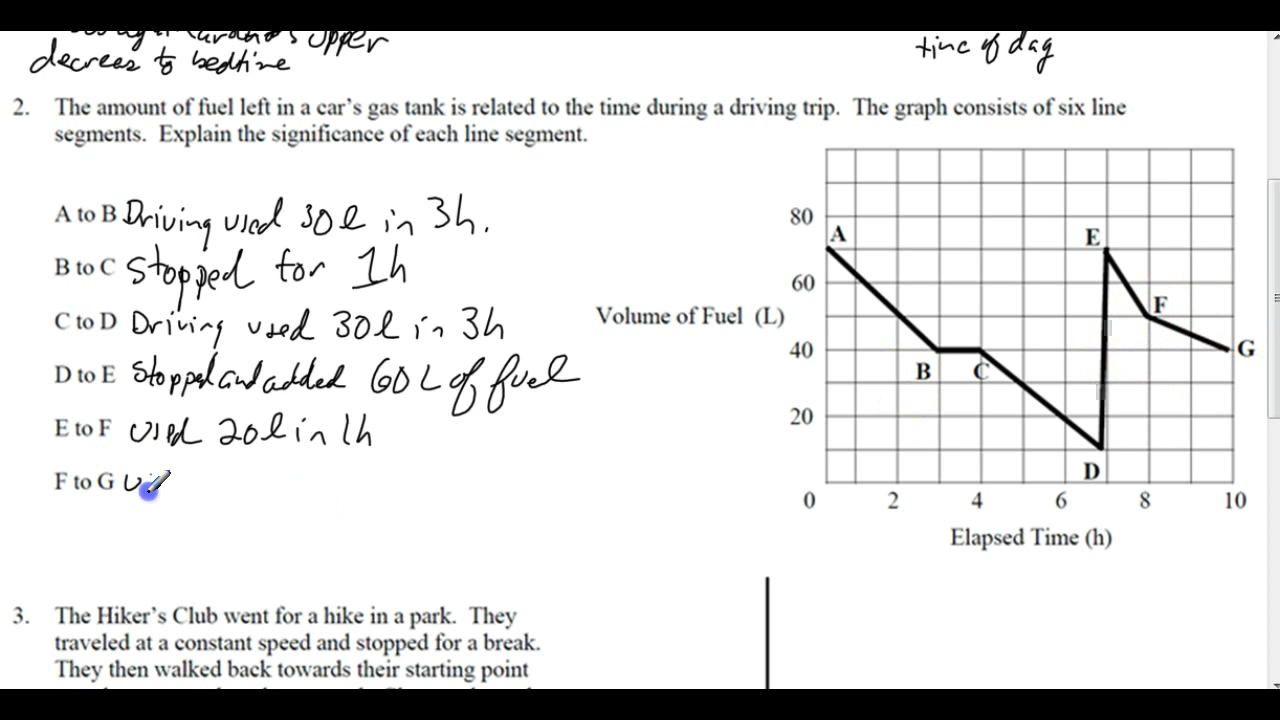 Upper
decreas to bedtime
time of day
2. The amount of fuel left in a car's gas tank is related to the time during a driving trip. The graph consists of six line
segments. Explain the significance of each line segment.
A to B Driving used 30l in 3h.
B to C Stopped for 1h
C to D Driving used 30l in 3h
D to E Stopped and added 60 L of fuel
E to F used 20l in 1h
F to G
Volume of Fuel (L)
80
60
40
20
0
2
4
6
8
10
A
B
C
D
E
F
G
Elapsed Time (h)
3. The Hiker's Club went for a hike in a park. They
traveled at a constant speed and stopped for a break.
They then walked back towards their starting point